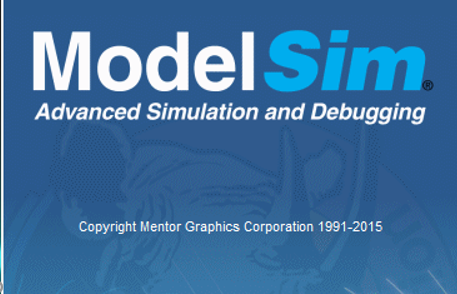 ModelSim®
Advanced Simulation and Debugging
Copyright Mentor Graphics Corporation 1991-2015